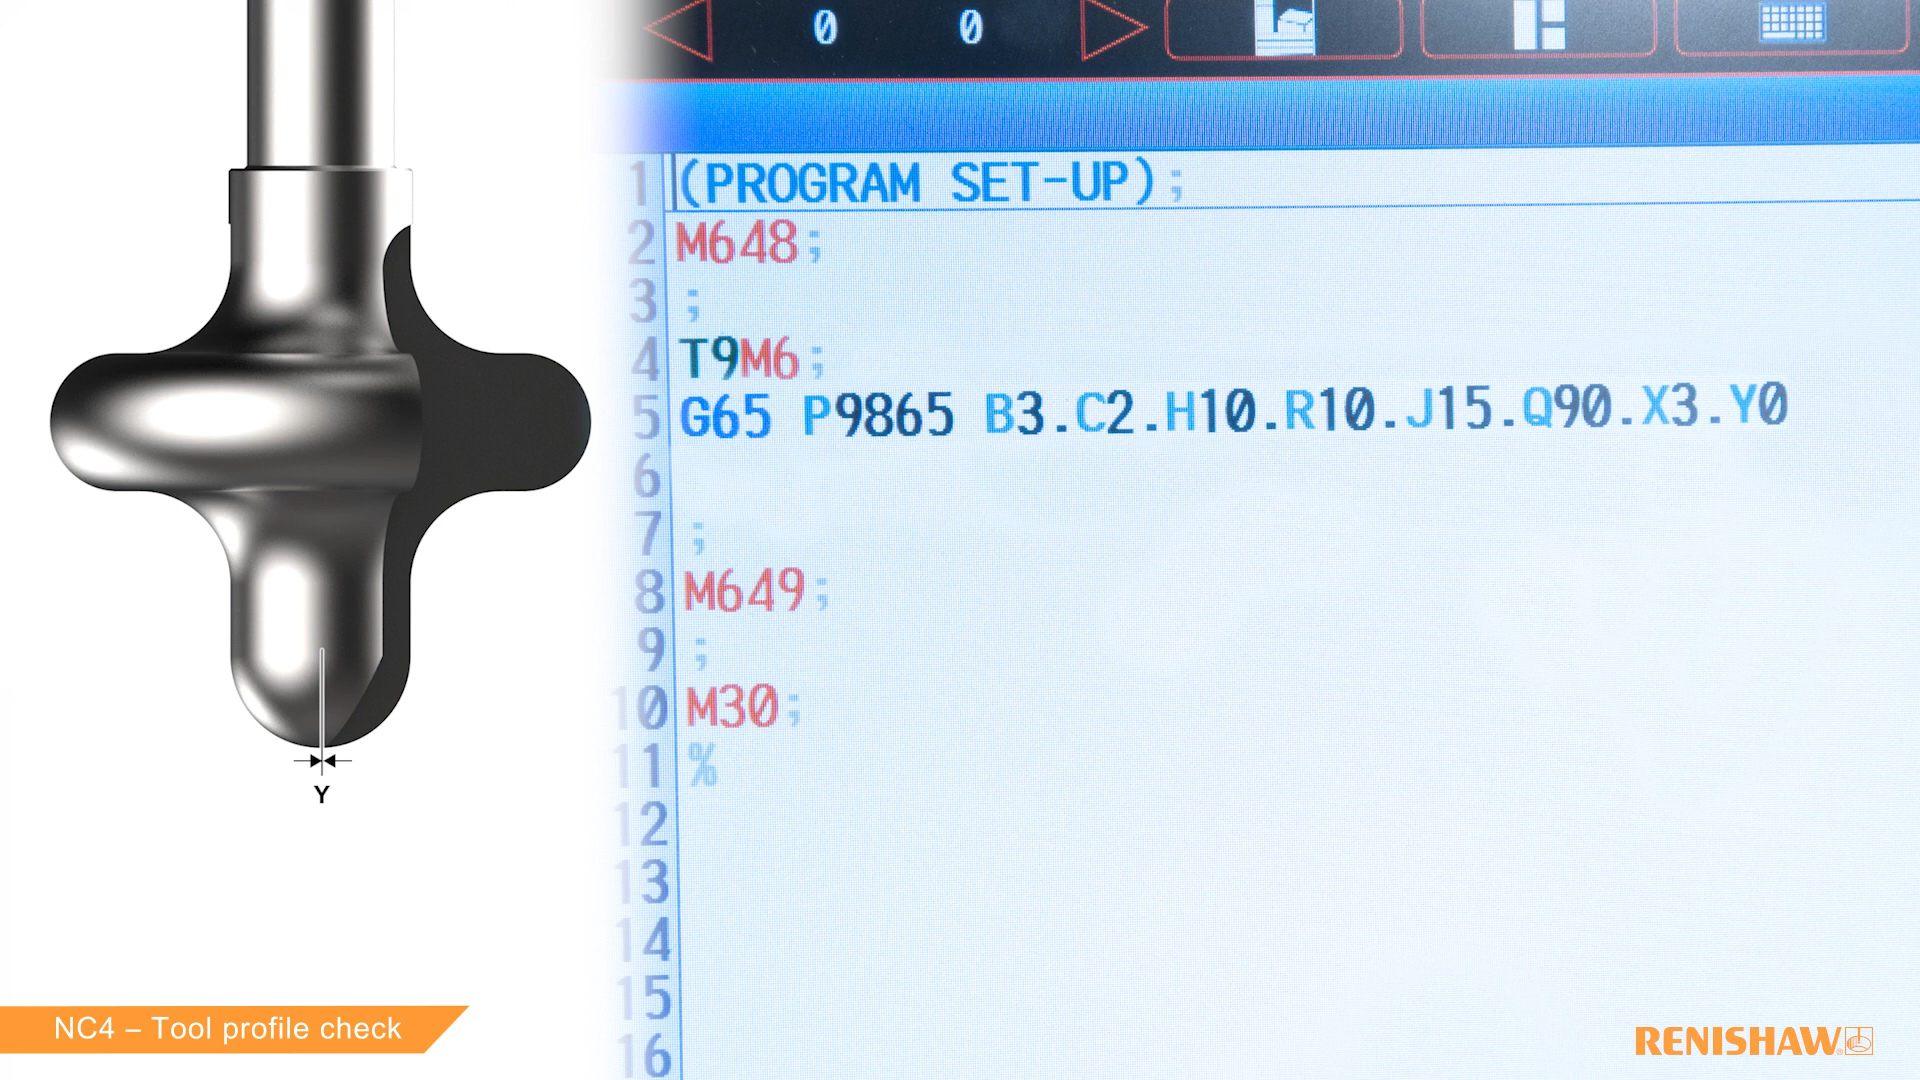 0 0
1 (PROGRAM SET-UP);
2 M648;
3 ;
4 T9M6;
5 G65 P9865 B3.C2.H10.R10.J15.Q90.X3.Y0
6
7 ;
8 M649;
9 ;
10 M30;
11 %
12
13
14
15
16
Y
NC4 – Tool profile check
RENISHAW